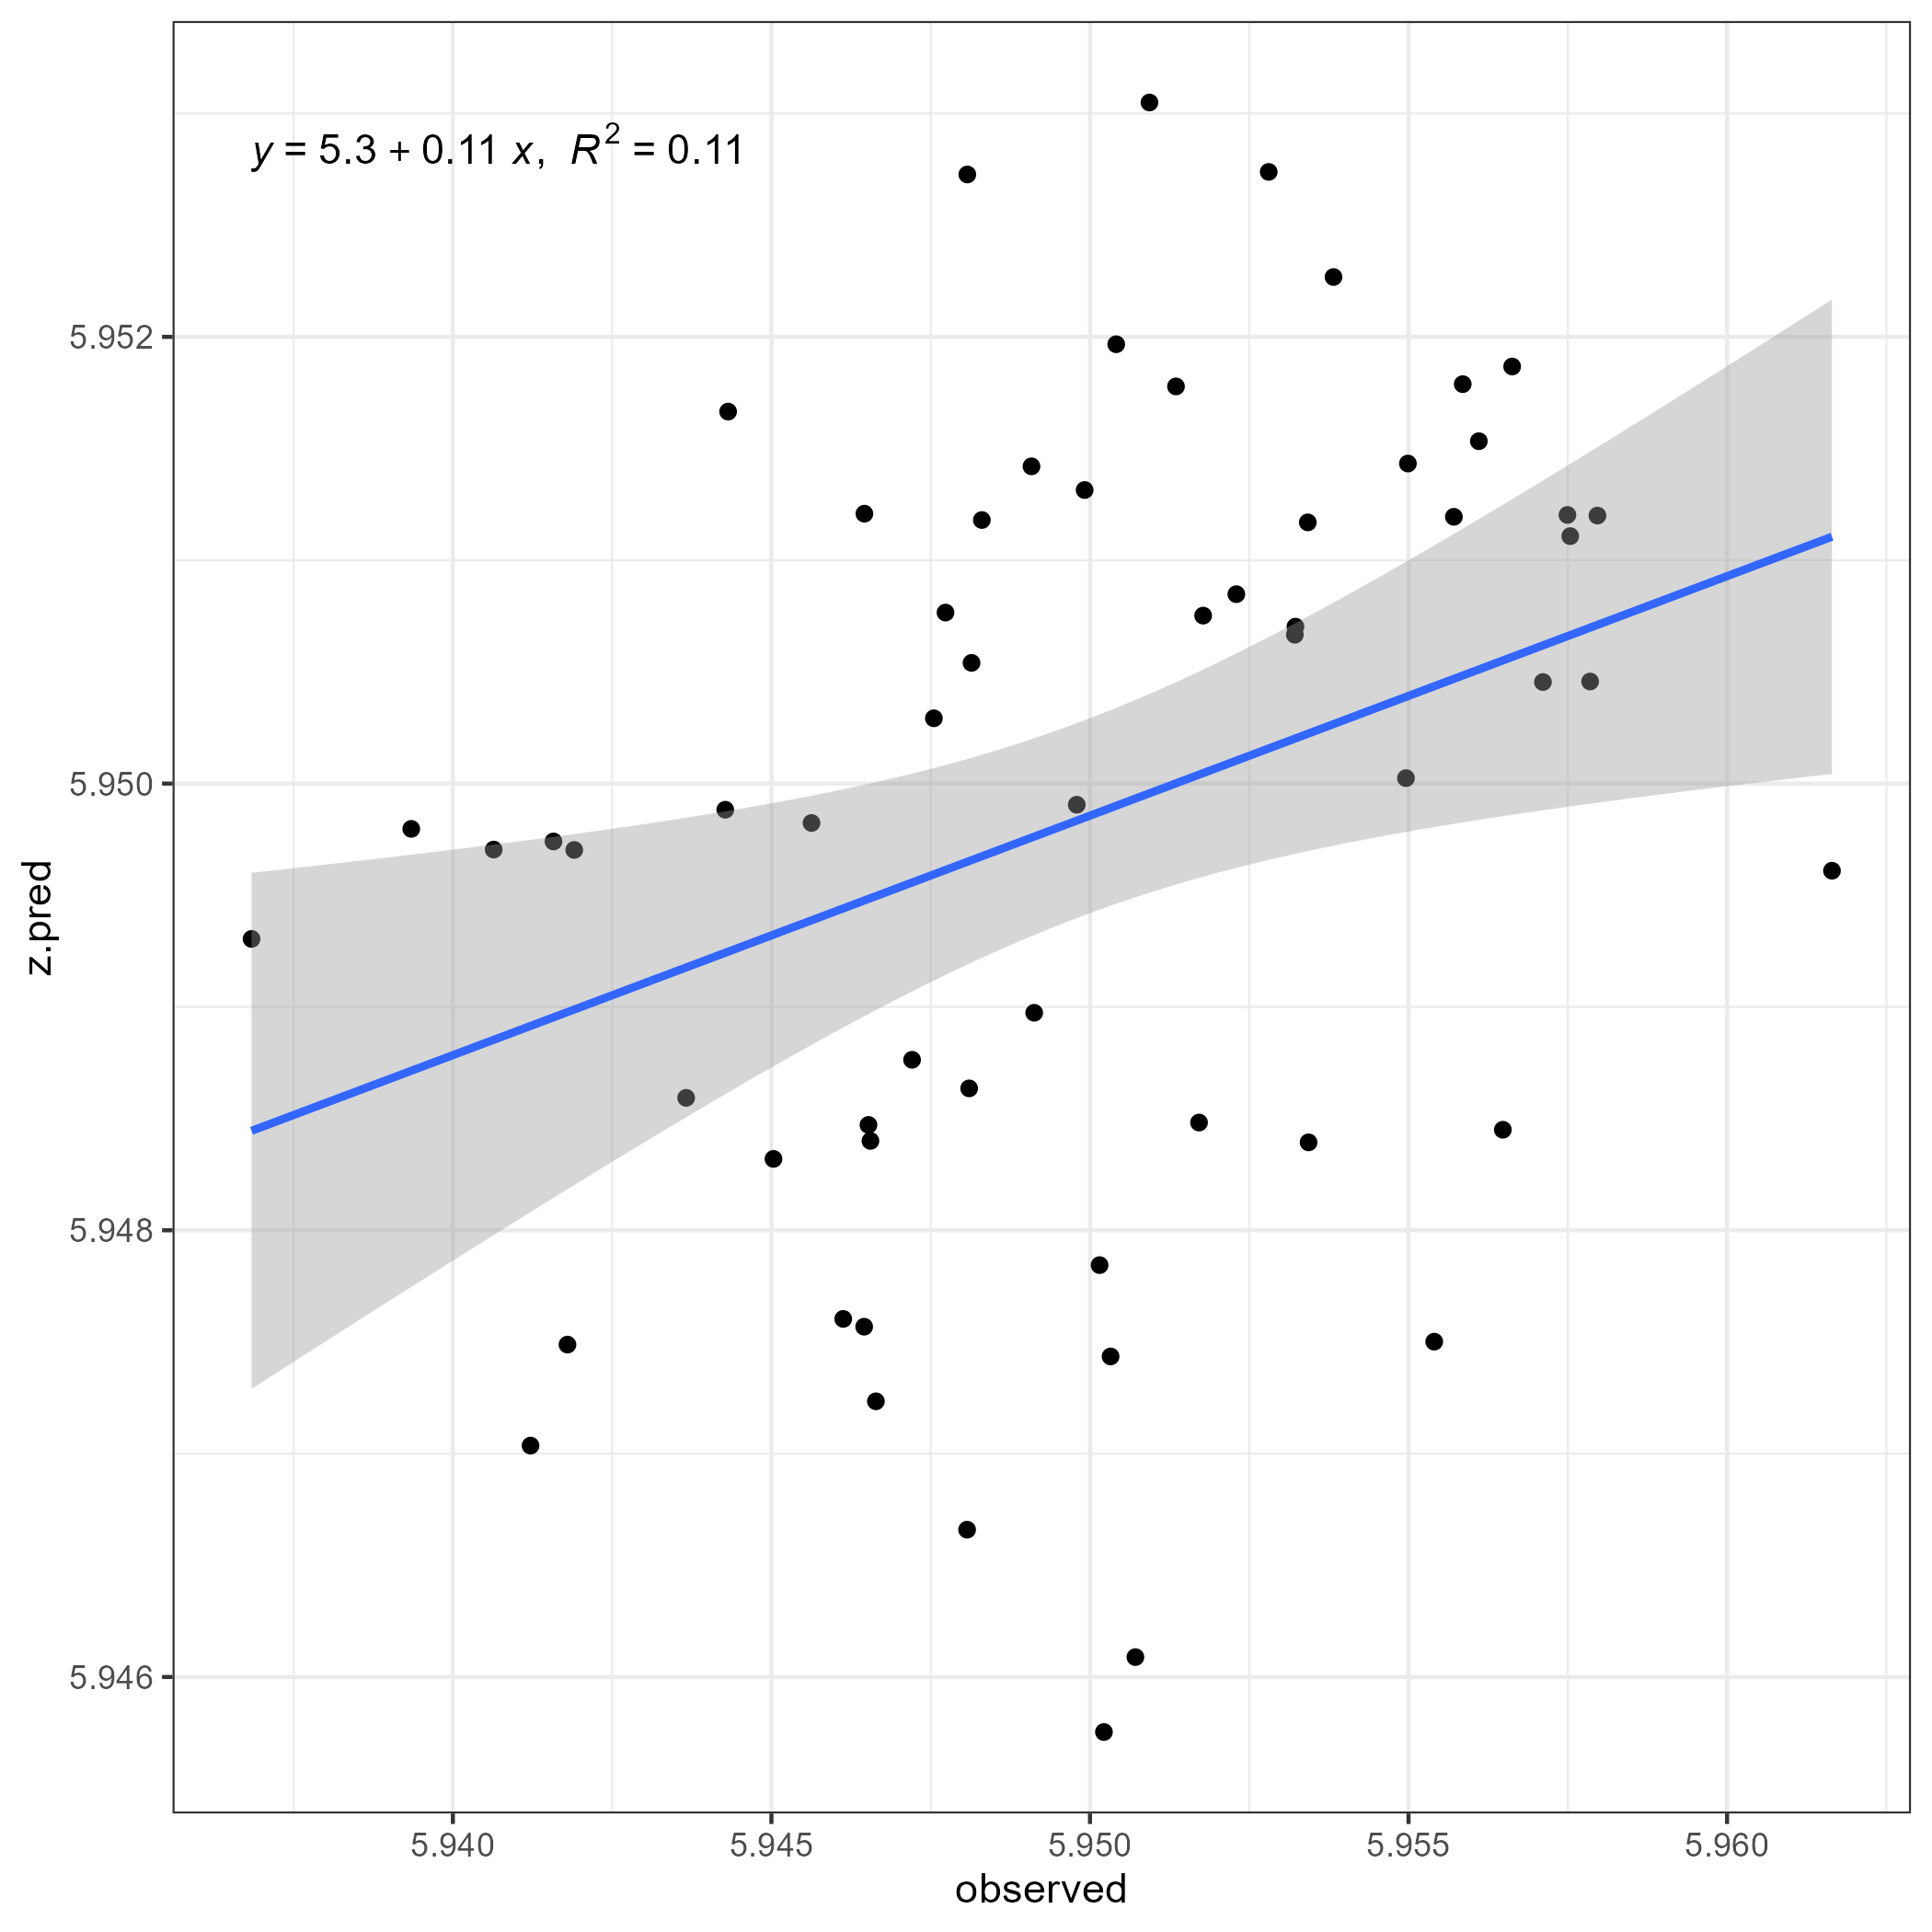 y = 5.3 + 0.11 x, R² = 0.11
5.952
5.950
5.948
5.946
z.pred
5.940 5.945 5.950 5.955 5.960
observed